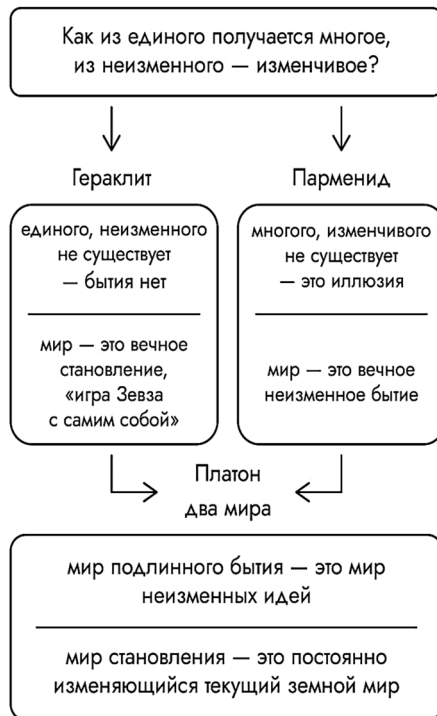 Как из единого получается многое,
из неизменного — изменчивое?
Гераклит
единого, неизменного
не существует
— бытия нет
мир — это вечное
становление,
«игра Зевза
с самим собой»
Парменид
многого, изменчивого
не существует
— это иллюзия
мир — это вечное
неизменное бытие
Платон
два мира
мир подлинного бытия — это мир
неизменных идей
мир становления — это постоянно
изменяющийся текущий земной мир